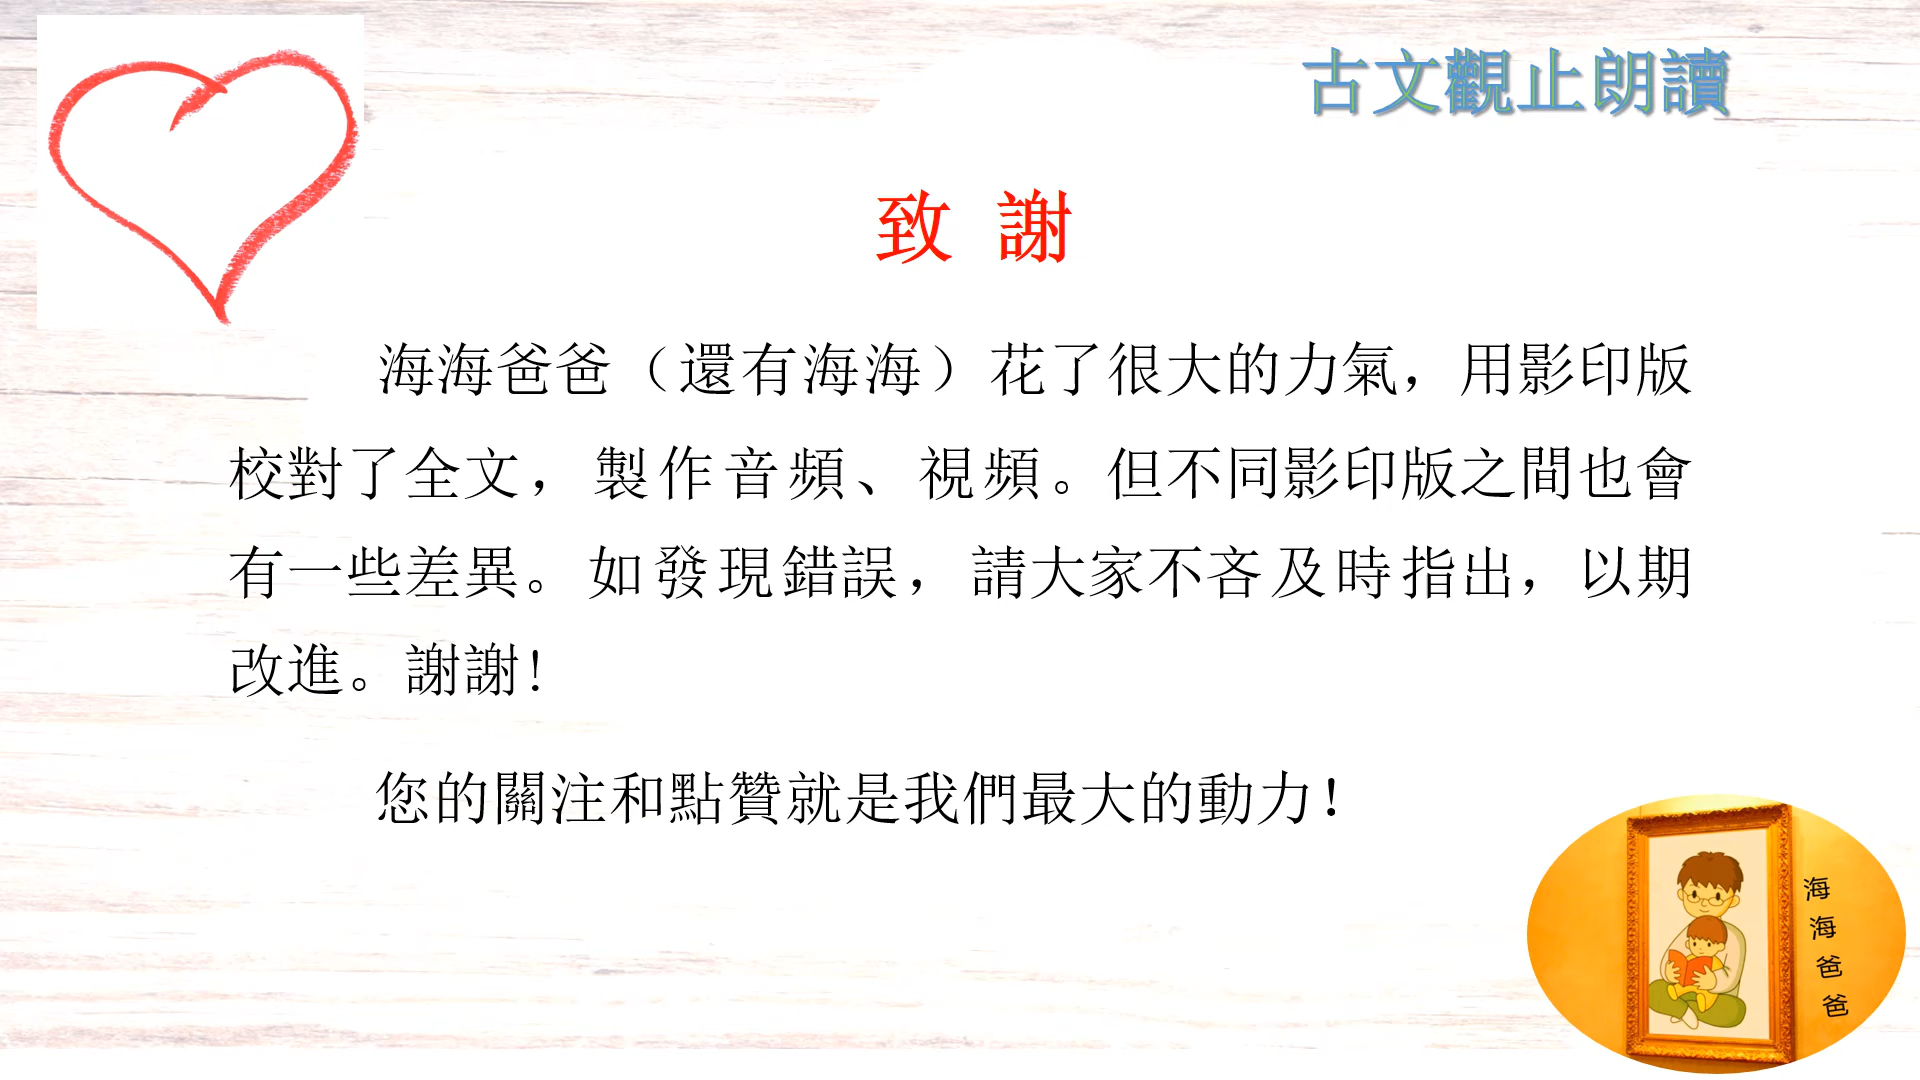 古文觀止朗讀
致 謝
海海爸爸（還有海海）花了很大的力氣，用影印版
校對了全文，製作音頻、視頻。但不同影印版之間也會
有一些差異。如發現錯誤，請大家不吝及時指出，以期
改進。謝謝！
您的關注和點贊就是我們最大的動力！
海海爸爸